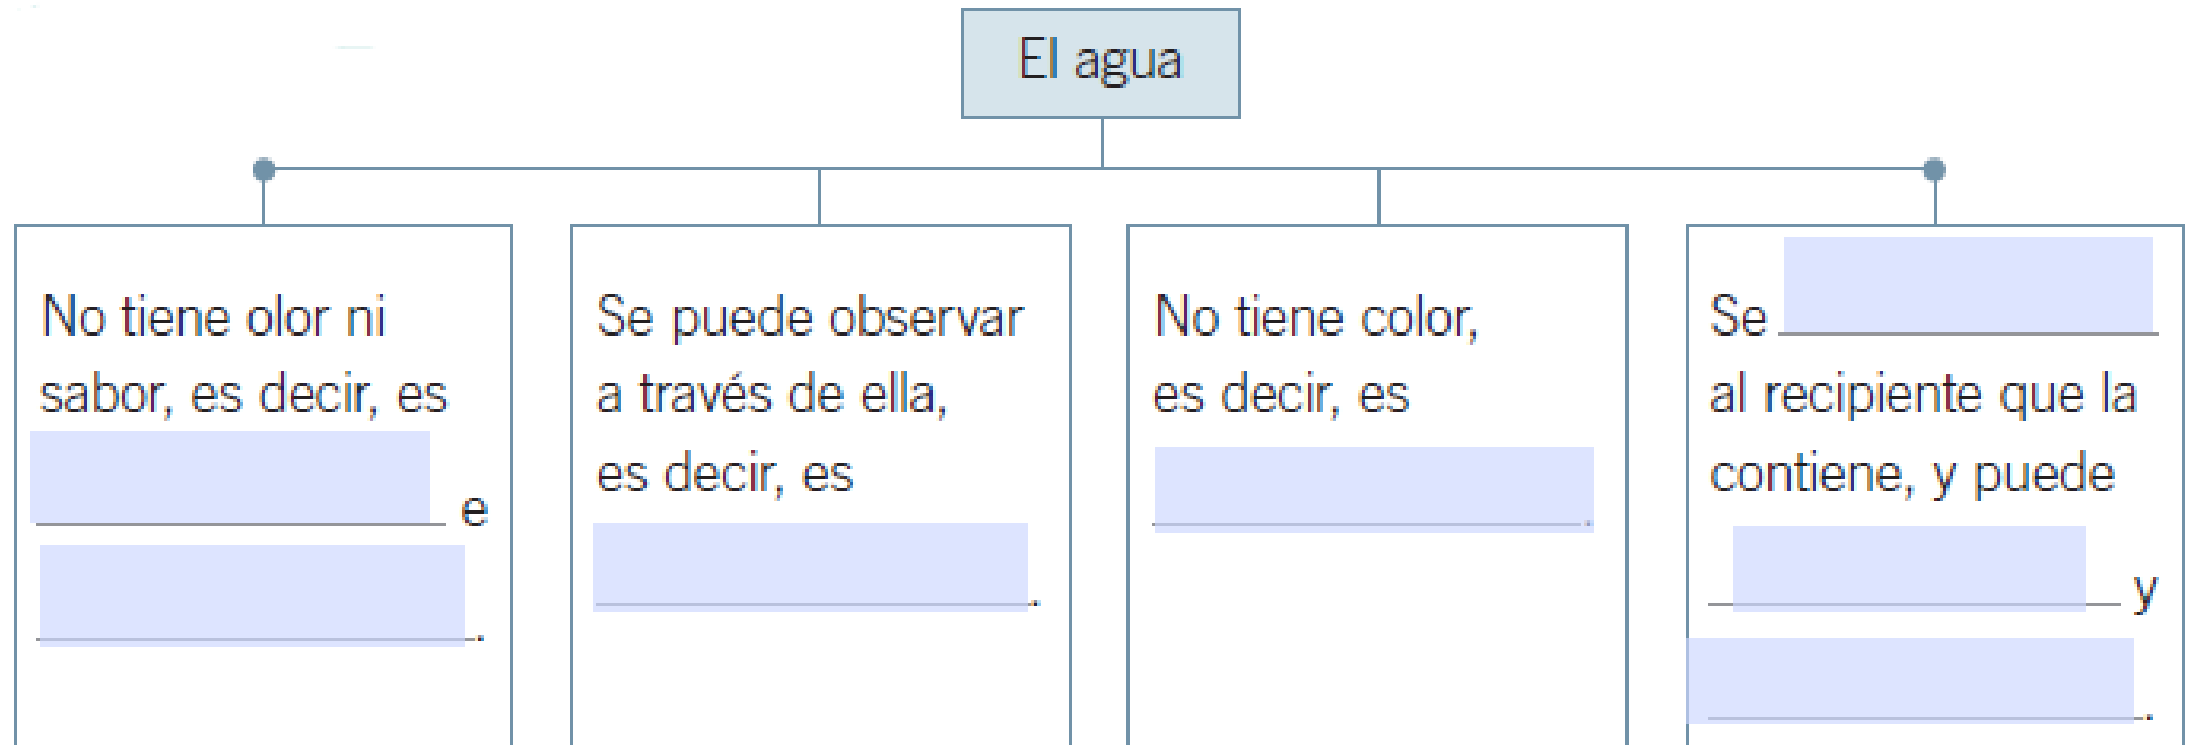 El agua
No tiene olor ni
sabor, es decir, es
e
.
Se puede observar
a través de ella,
es decir, es
.
No tiene color,
es decir, es
.
Se
al recipiente que la
contiene, y puede
y
.